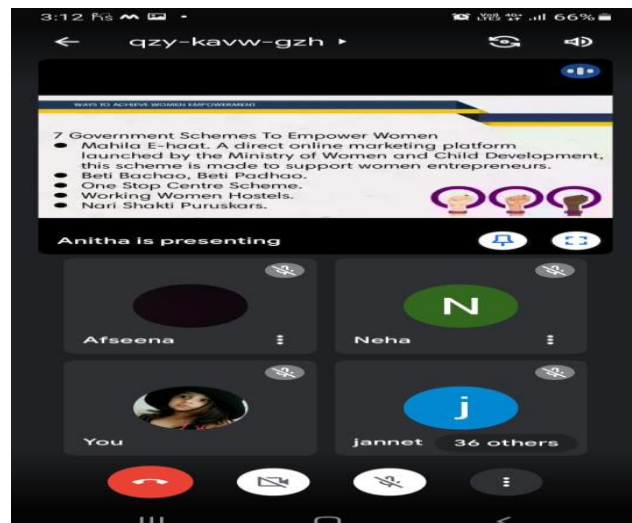 3:12
66%
qzy-kavw-gzh
WAYS TO ACHIEVE WOMEN EMPOWERMENT
7 Government Schemes To Empower Women
● Mahila E-haat. A direct online marketing platform
launched by the Ministry of Women and Child Development,
this scheme is made to support women entrepreneurs.
● Beti Bachao, Beti Padhao.
● One Stop Centre Scheme.
● Working Women Hostels.
● Nari Shakti Puruskars.
Anitha is presenting
Afseena
N
Neha
You
j
jannet 36 others